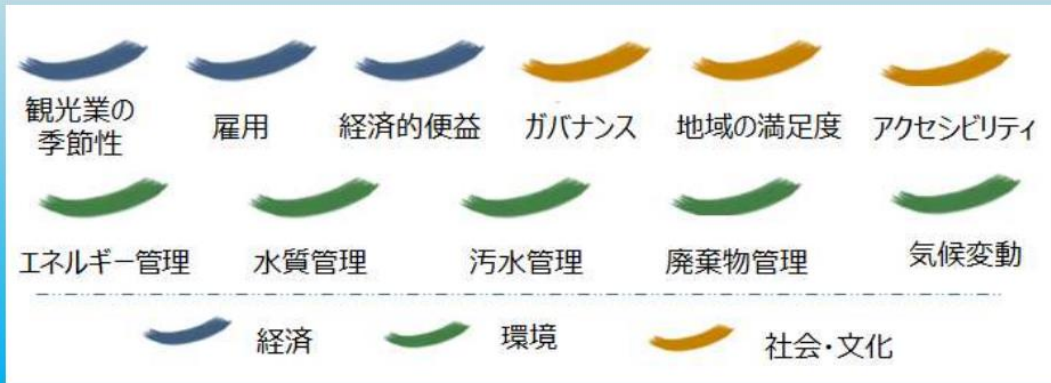 観光業の
季節性
雇用
経済的便益
ガバナンス
地域の満足度
アクセシビリティ
エネルギー管理
水質管理
汚水管理
廃棄物管理
気候変動
経済
環境
社会・文化